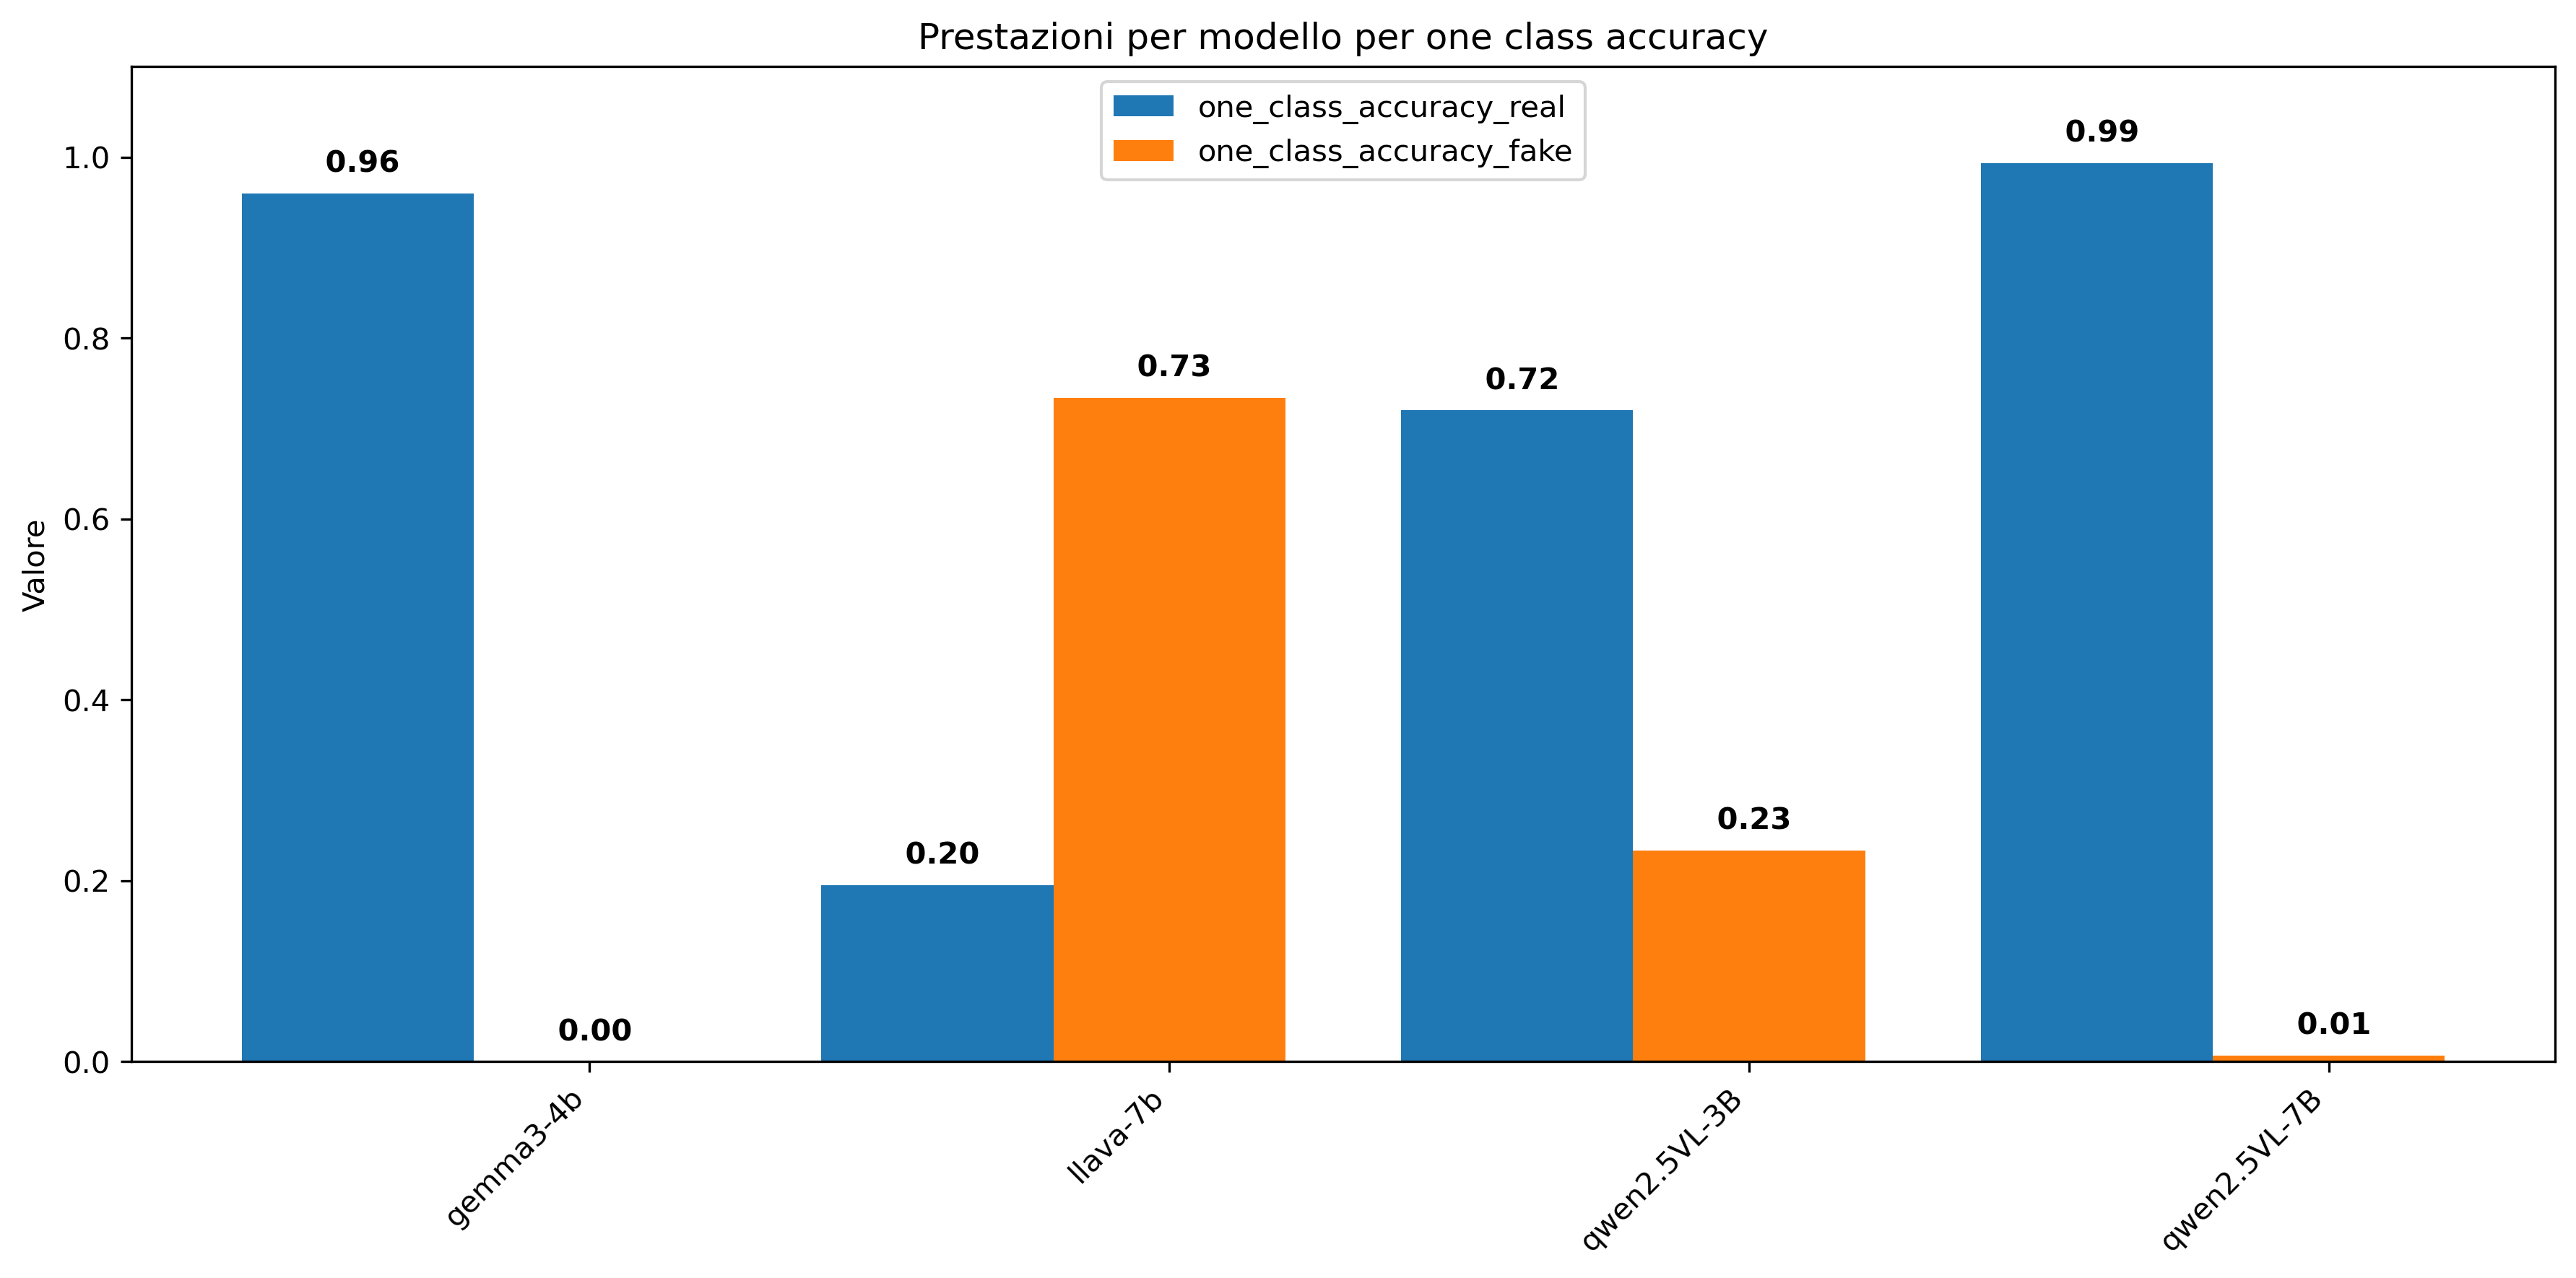 Prestazioni per modello per one class accuracy
one_class_accuracy_real
one_class_accuracy_fake
Valore
1.0
0.8
0.6
0.4
0.2
0.0
0.96
0.00
0.20
0.73
0.72
0.23
0.99
0.01
gemma3-4b
llava-7b
qwen2.5VL-3B
qwen2.5VL-7B